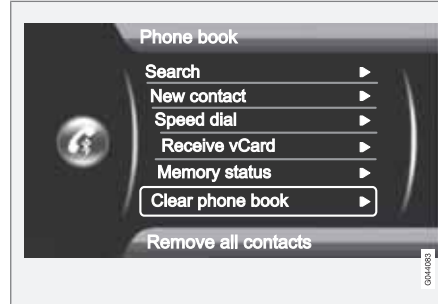 Phone book
Search
New contact
Speed dial
Receive vCard
Memory status
Clear phone book
Remove all contacts
G044083